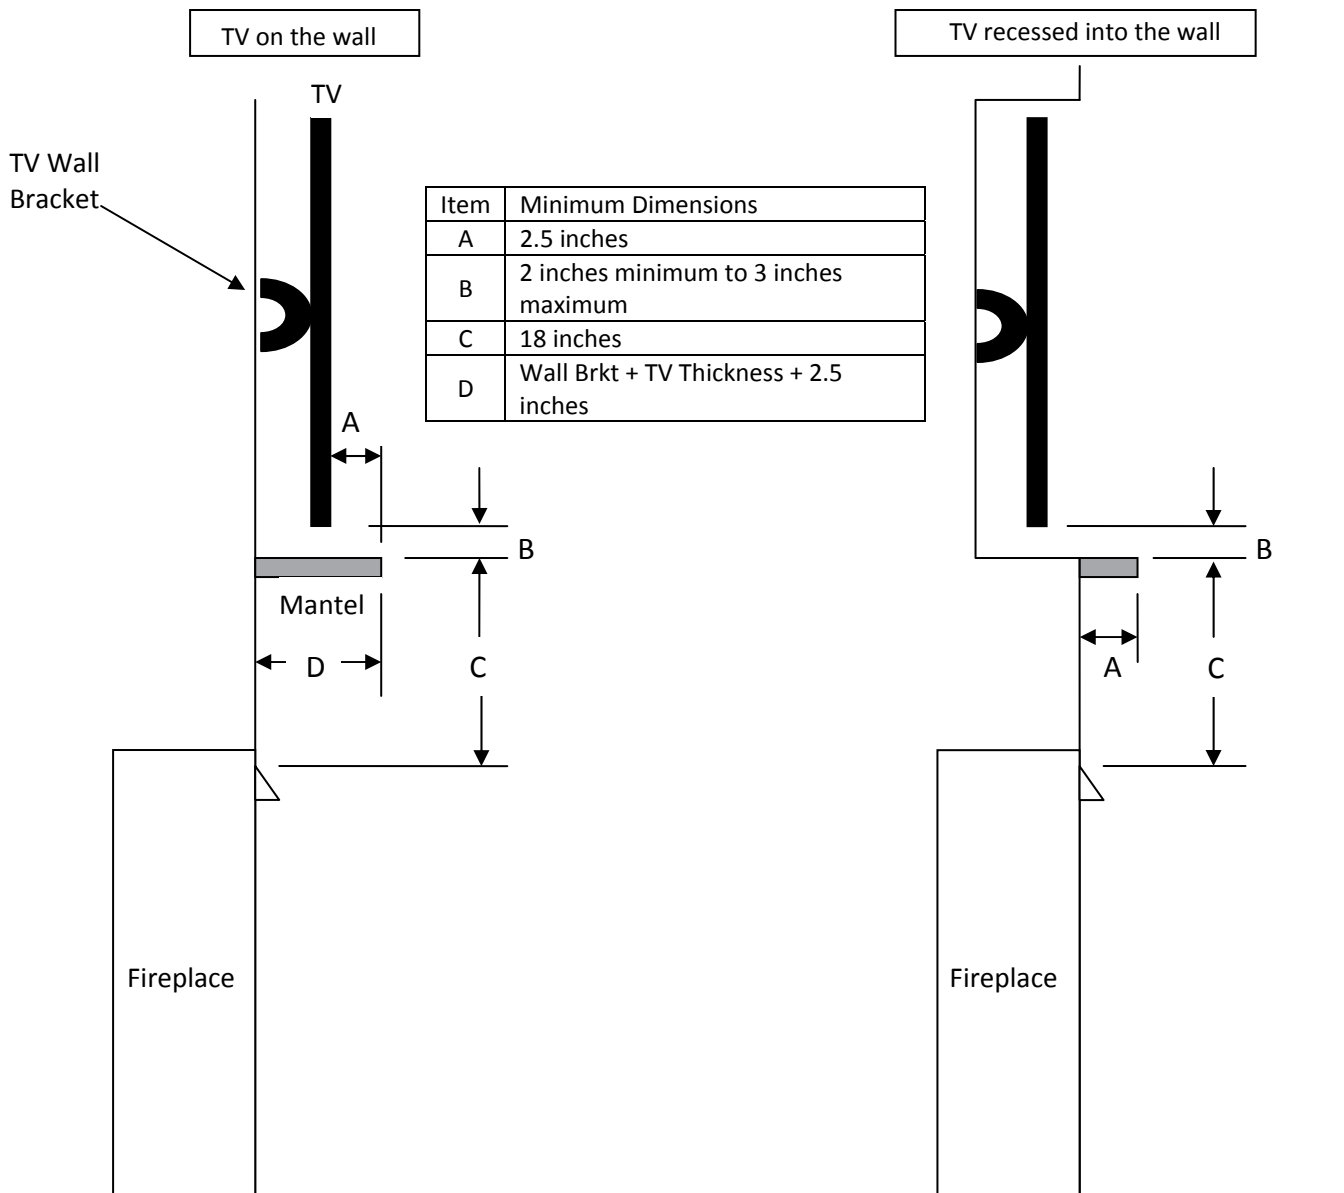 TV on the wall
TV recessed into the wall
TV
TV Wall
Bracket
Item Minimum Dimensions
A 2.5 inches
B 2 inches minimum to 3 inches
maximum
C 18 inches
D Wall Brkt + TV Thickness + 2.5
inches
A
B
Mantel
D
C
Fireplace
B
A
C
Fireplace